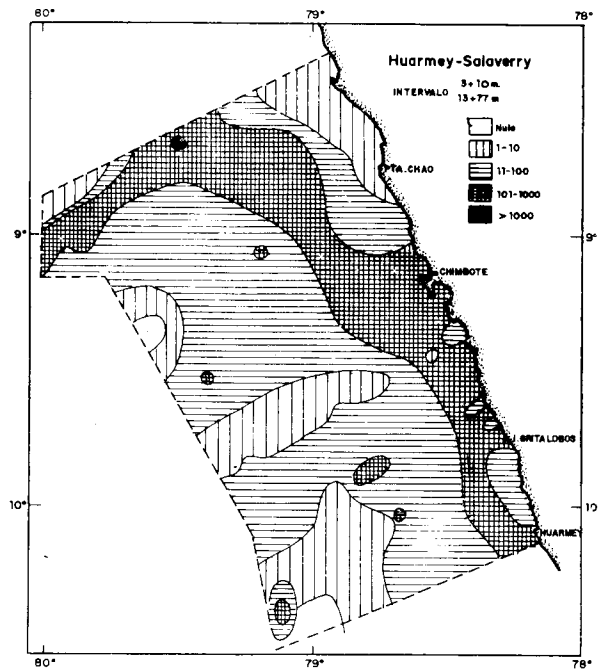 80° 79° 78°
Huarmey-Salaverry
INTERVALO 3+10 m.
13+77 m
Nule
1-10
11-100
101-1000
> 1000
TA. CHAO
9° 9°
CHIMBOTE
I. GRITALOBOS
10° 10
HUARMEY
80° 79° 78°